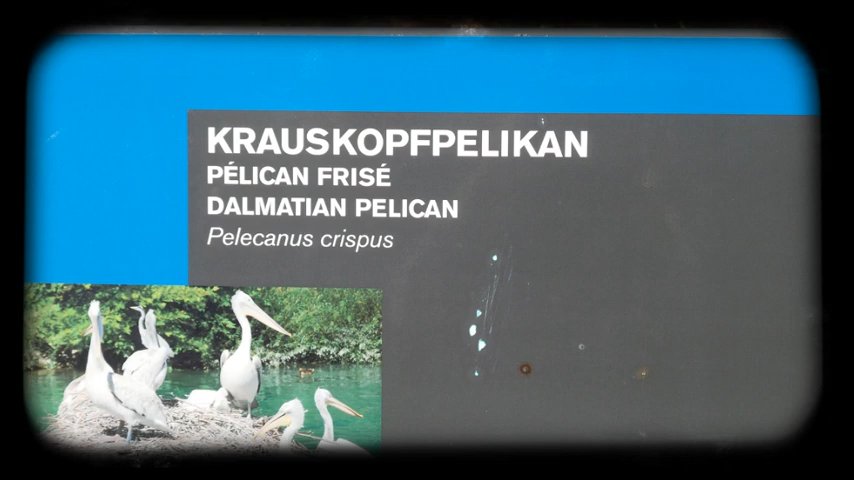 KRAUSKOPFPELIKAN
PÉLICAN FRISÉ
DALMATIAN PELICAN
Pelecanus crispus